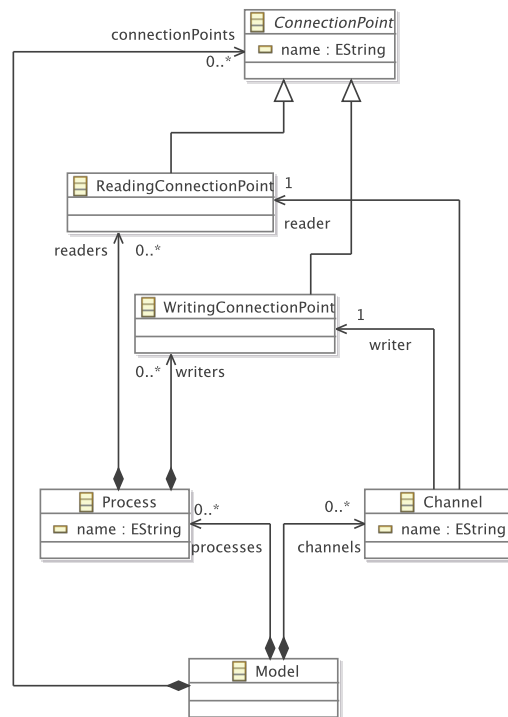 ConnectionPoint
connectionPoints
name : EString
0..*
ReadingConnectionPoint
1
reader
readers
0..*
WritingConnectionPoint
1
writer
0..*
writers
Process
Channel
0..*
0..*
name : EString
name : EString
processes
channels
Model